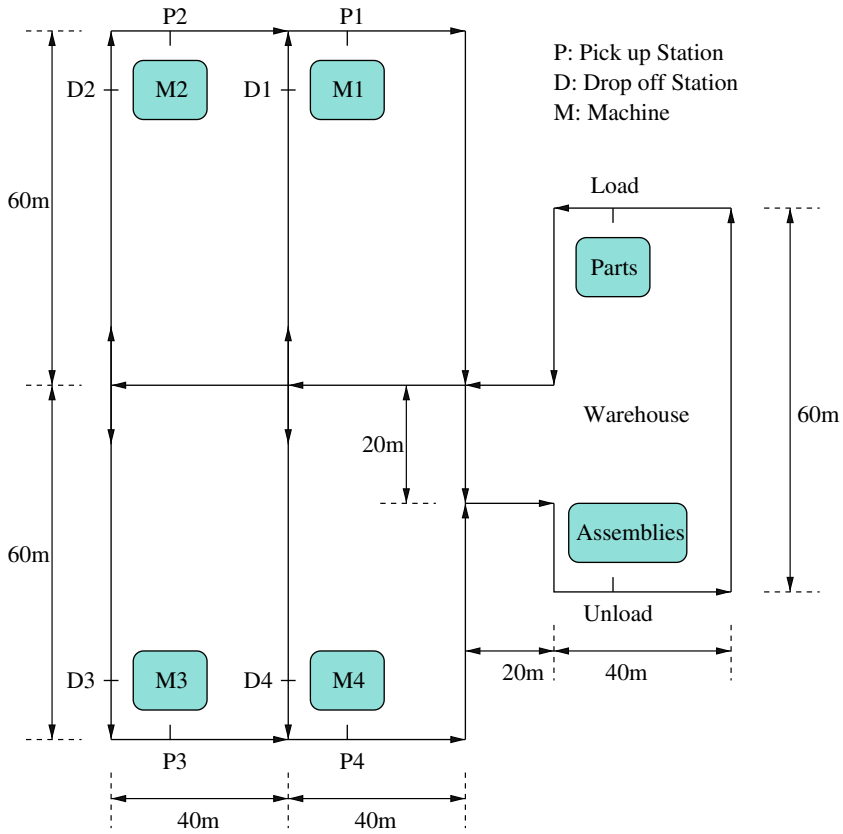 P2
P1
P: Pick up Station
D: Drop off Station
M: Machine
D2
M2
D1
M1
60m
Load
Parts
Warehouse
60m
20m
Assemblies
60m
Unload
D3
M3
D4
M4
20m
40m
P3
P4
40m
40m